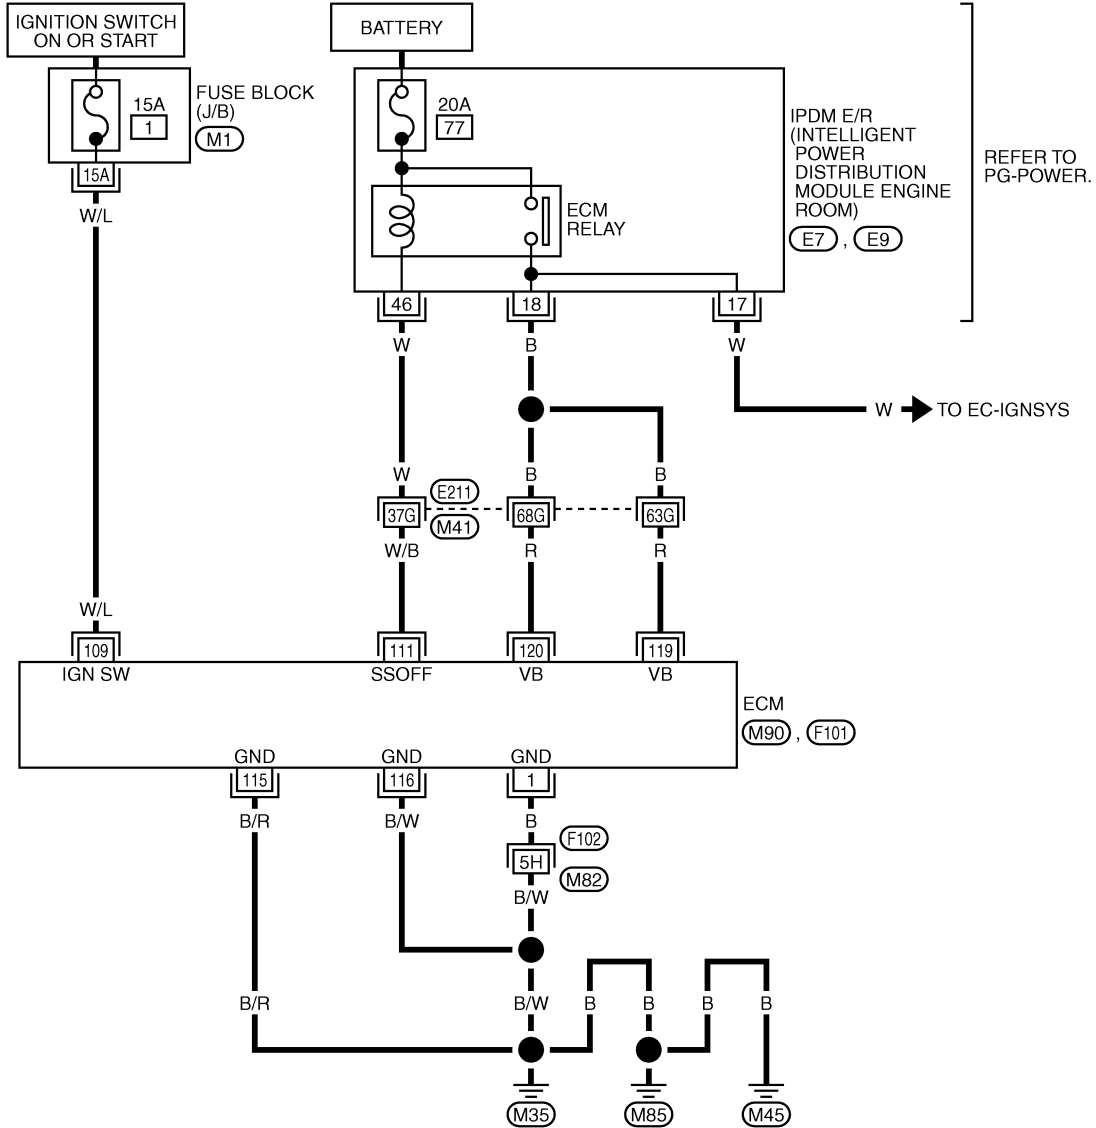 IGNITION SWITCH
ON OR START
BATTERY
15A
1
FUSE BLOCK
(J/B)
M1
20A
77
IPDM E/R
(INTELLIGENT
POWER
DISTRIBUTION
MODULE ENGINE
ROOM)
E7 , E9
REFER TO
PG-POWER.
15A
W/L
ECM
RELAY
46
18
17
W
B
W
W
TO EC-IGNSYS
W
B
B
E211
37G
68G
63G
M41
W/B
R
R
W/L
109
111
120
119
IGN SW
SSOFF
VB
VB
ECM
M90 , F101
GND
GND
GND
115
116
1
B/R
B/W
B
F102
5H
M82
B/W
B/R
B/W
B
B
B
B
M35
M85
M45